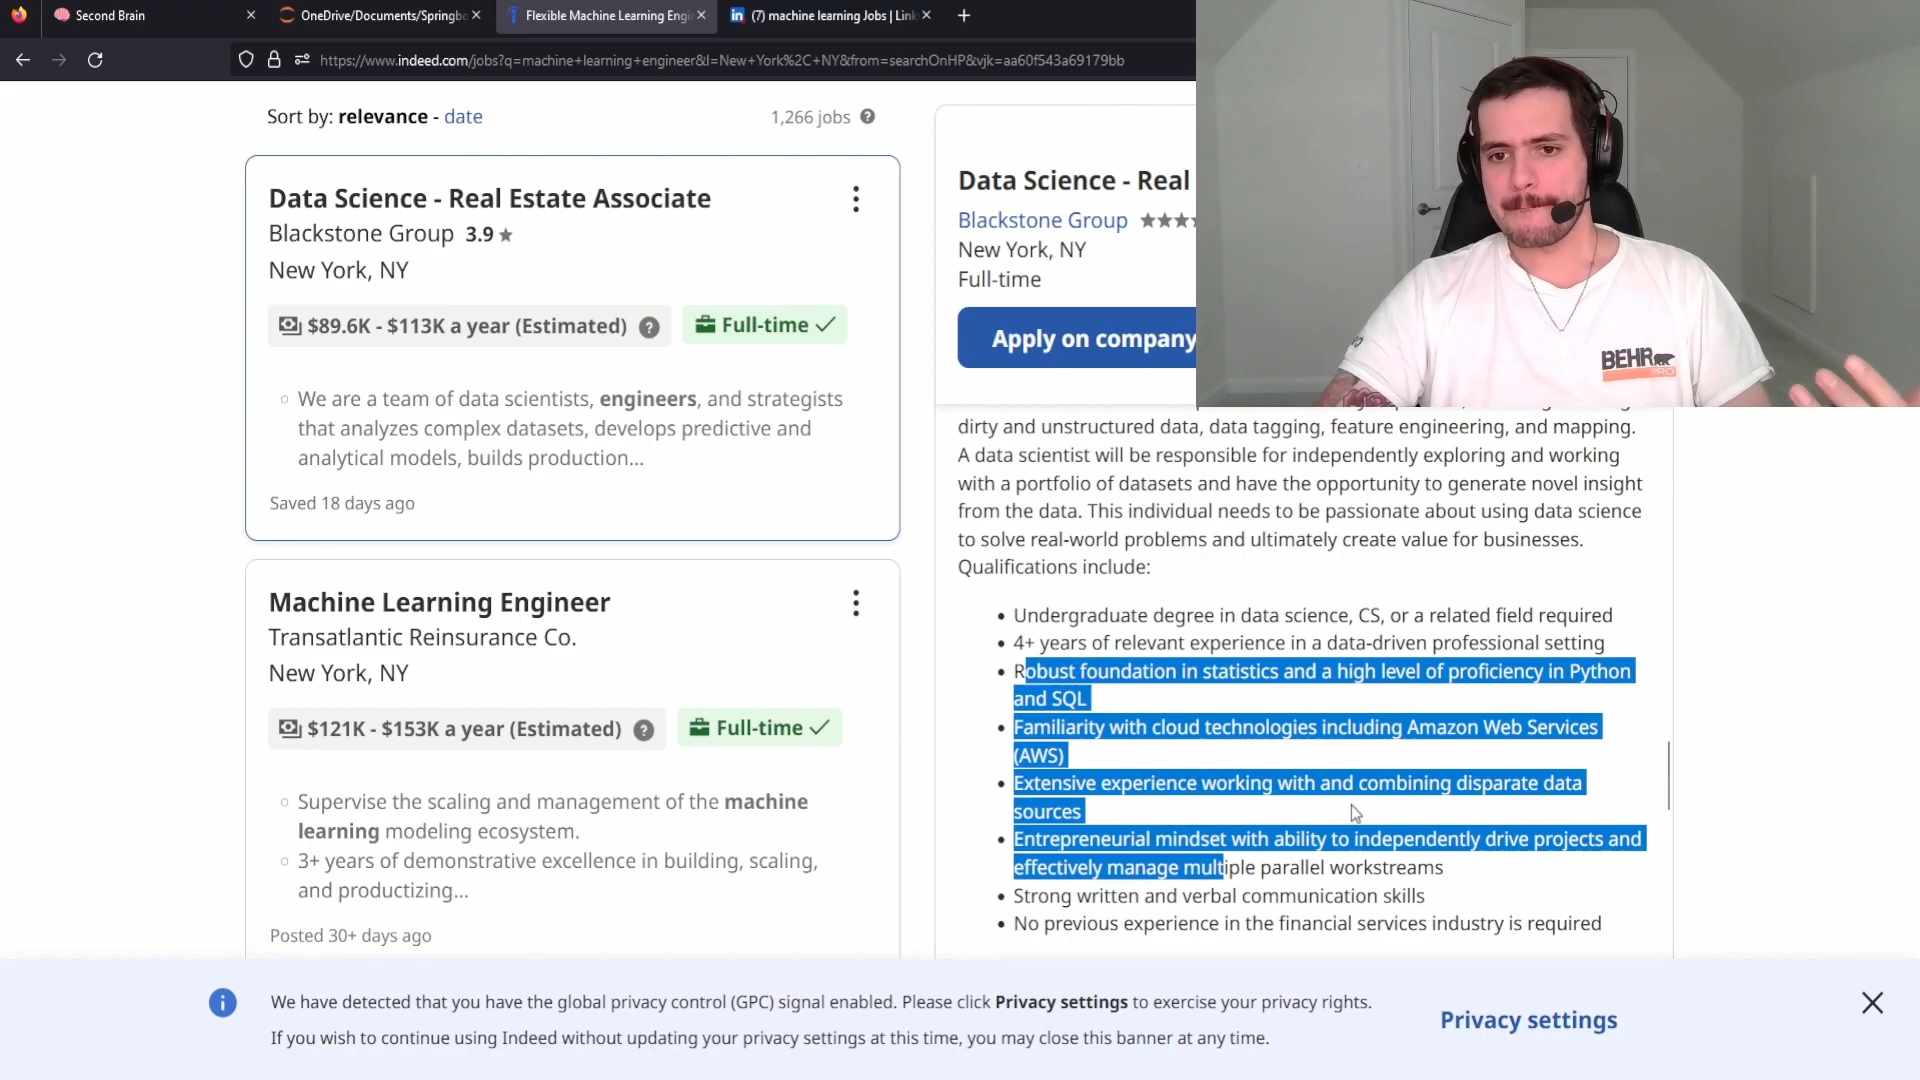 Second Brain
OneDrive/Documents/Springbo
Flexible Machine Learning Engi
(7) machine learning Jobs | Link
https://www.indeed.com/jobs?q=machine+learning+engineer&l=New+York%2C+NY&from=searchOnHP&vjk=aa60f543a69179bb
Sort by: relevance - date
1,266 jobs
Data Science - Real Estate Associate
Blackstone Group 3.9
New York, NY
$89.6K - $113K a year (Estimated)
Full-time
We are a team of data scientists, engineers, and strategists
that analyzes complex datasets, develops predictive and
analytical models, builds production...
Saved 18 days ago
Machine Learning Engineer
Transatlantic Reinsurance Co.
New York, NY
$121K - $153K a year (Estimated)
Full-time
Supervise the scaling and management of the machine
learning modeling ecosystem.
3+ years of demonstrative excellence in building, scaling,
and productizing...
Posted 30+ days ago
Data Science - Real
Blackstone Group
New York, NY
Full-time
Apply on company
dirty and unstructured data, data tagging, feature engineering, and mapping.
A data scientist will be responsible for independently exploring and working
with a portfolio of datasets and have the opportunity to generate novel insight
from the data. This individual needs to be passionate about using data science
to solve real-world problems and ultimately create value for businesses.
Qualifications include:
Undergraduate degree in data science, CS, or a related field required
4+ years of relevant experience in a data-driven professional setting
Robust foundation in statistics and a high level of proficiency in Python
and SQL
Familiarity with cloud technologies including Amazon Web Services
(AWS)
Extensive experience working with and combining disparate data
sources
Entrepreneurial mindset with ability to independently drive projects and
effectively manage multiple parallel workstreams
Strong written and verbal communication skills
No previous experience in the financial services industry is required
BEHR
PRO
We have detected that you have the global privacy control (GPC) signal enabled. Please click Privacy settings to exercise your privacy rights.
If you wish to continue using Indeed without updating your privacy settings at this time, you may close this banner at any time.
Privacy settings